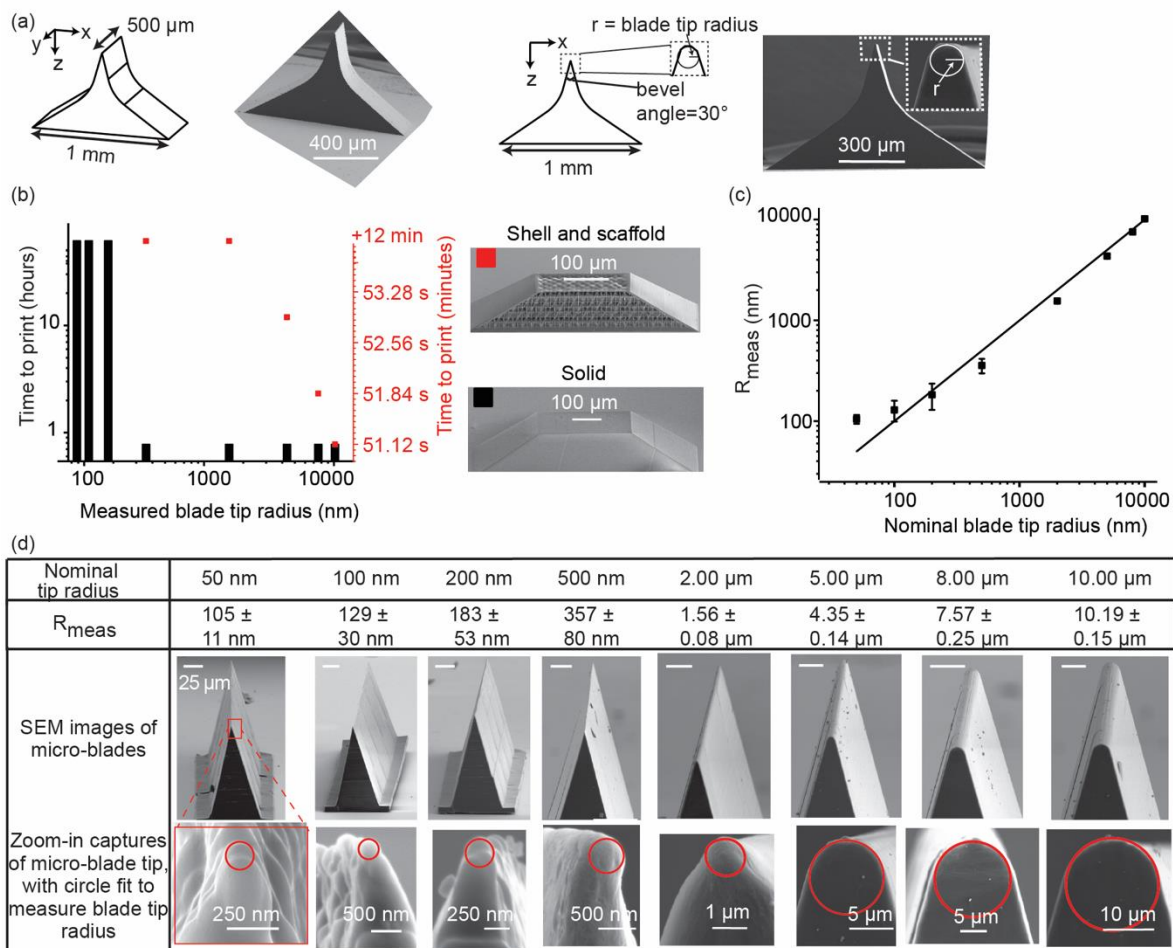 (a)
500 µm
x
y
z
1 mm
400 µm
x
z
r = blade tip radius
bevel
angle=30°
1 mm
r
300 µm
(b)
Time to print (hours)
10
1
100
1000
10000
Measured blade tip radius (nm)
+12 min
53.28 s
52.56 s
51.84 s
51.12 s
Time to print (minutes)
Shell and scaffold
100 µm
Solid
100 µm
(c)
R_meas
(nm)
10000
1000
100
100
1000
10000
Nominal blade tip radius (nm)
(d)
Nominal
tip radius
50 nm
100 nm
200 nm
500 nm
2.00 µm
5.00 µm
8.00 µm
10.00 µm
R_meas
105 ±
11 nm
129 ±
30 nm
183 ±
53 nm
357 ±
80 nm
1.56 ±
0.08 µm
4.35 ±
0.14 µm
7.57 ±
0.25 µm
10.19 ±
0.15 µm
SEM images of
micro-blades
25 µm
Zoom-in captures
of micro-blade tip,
with circle fit to
measure blade tip
radius
250 nm
500 nm
250 nm
500 nm
1 µm
5 µm
5 µm
10 µm